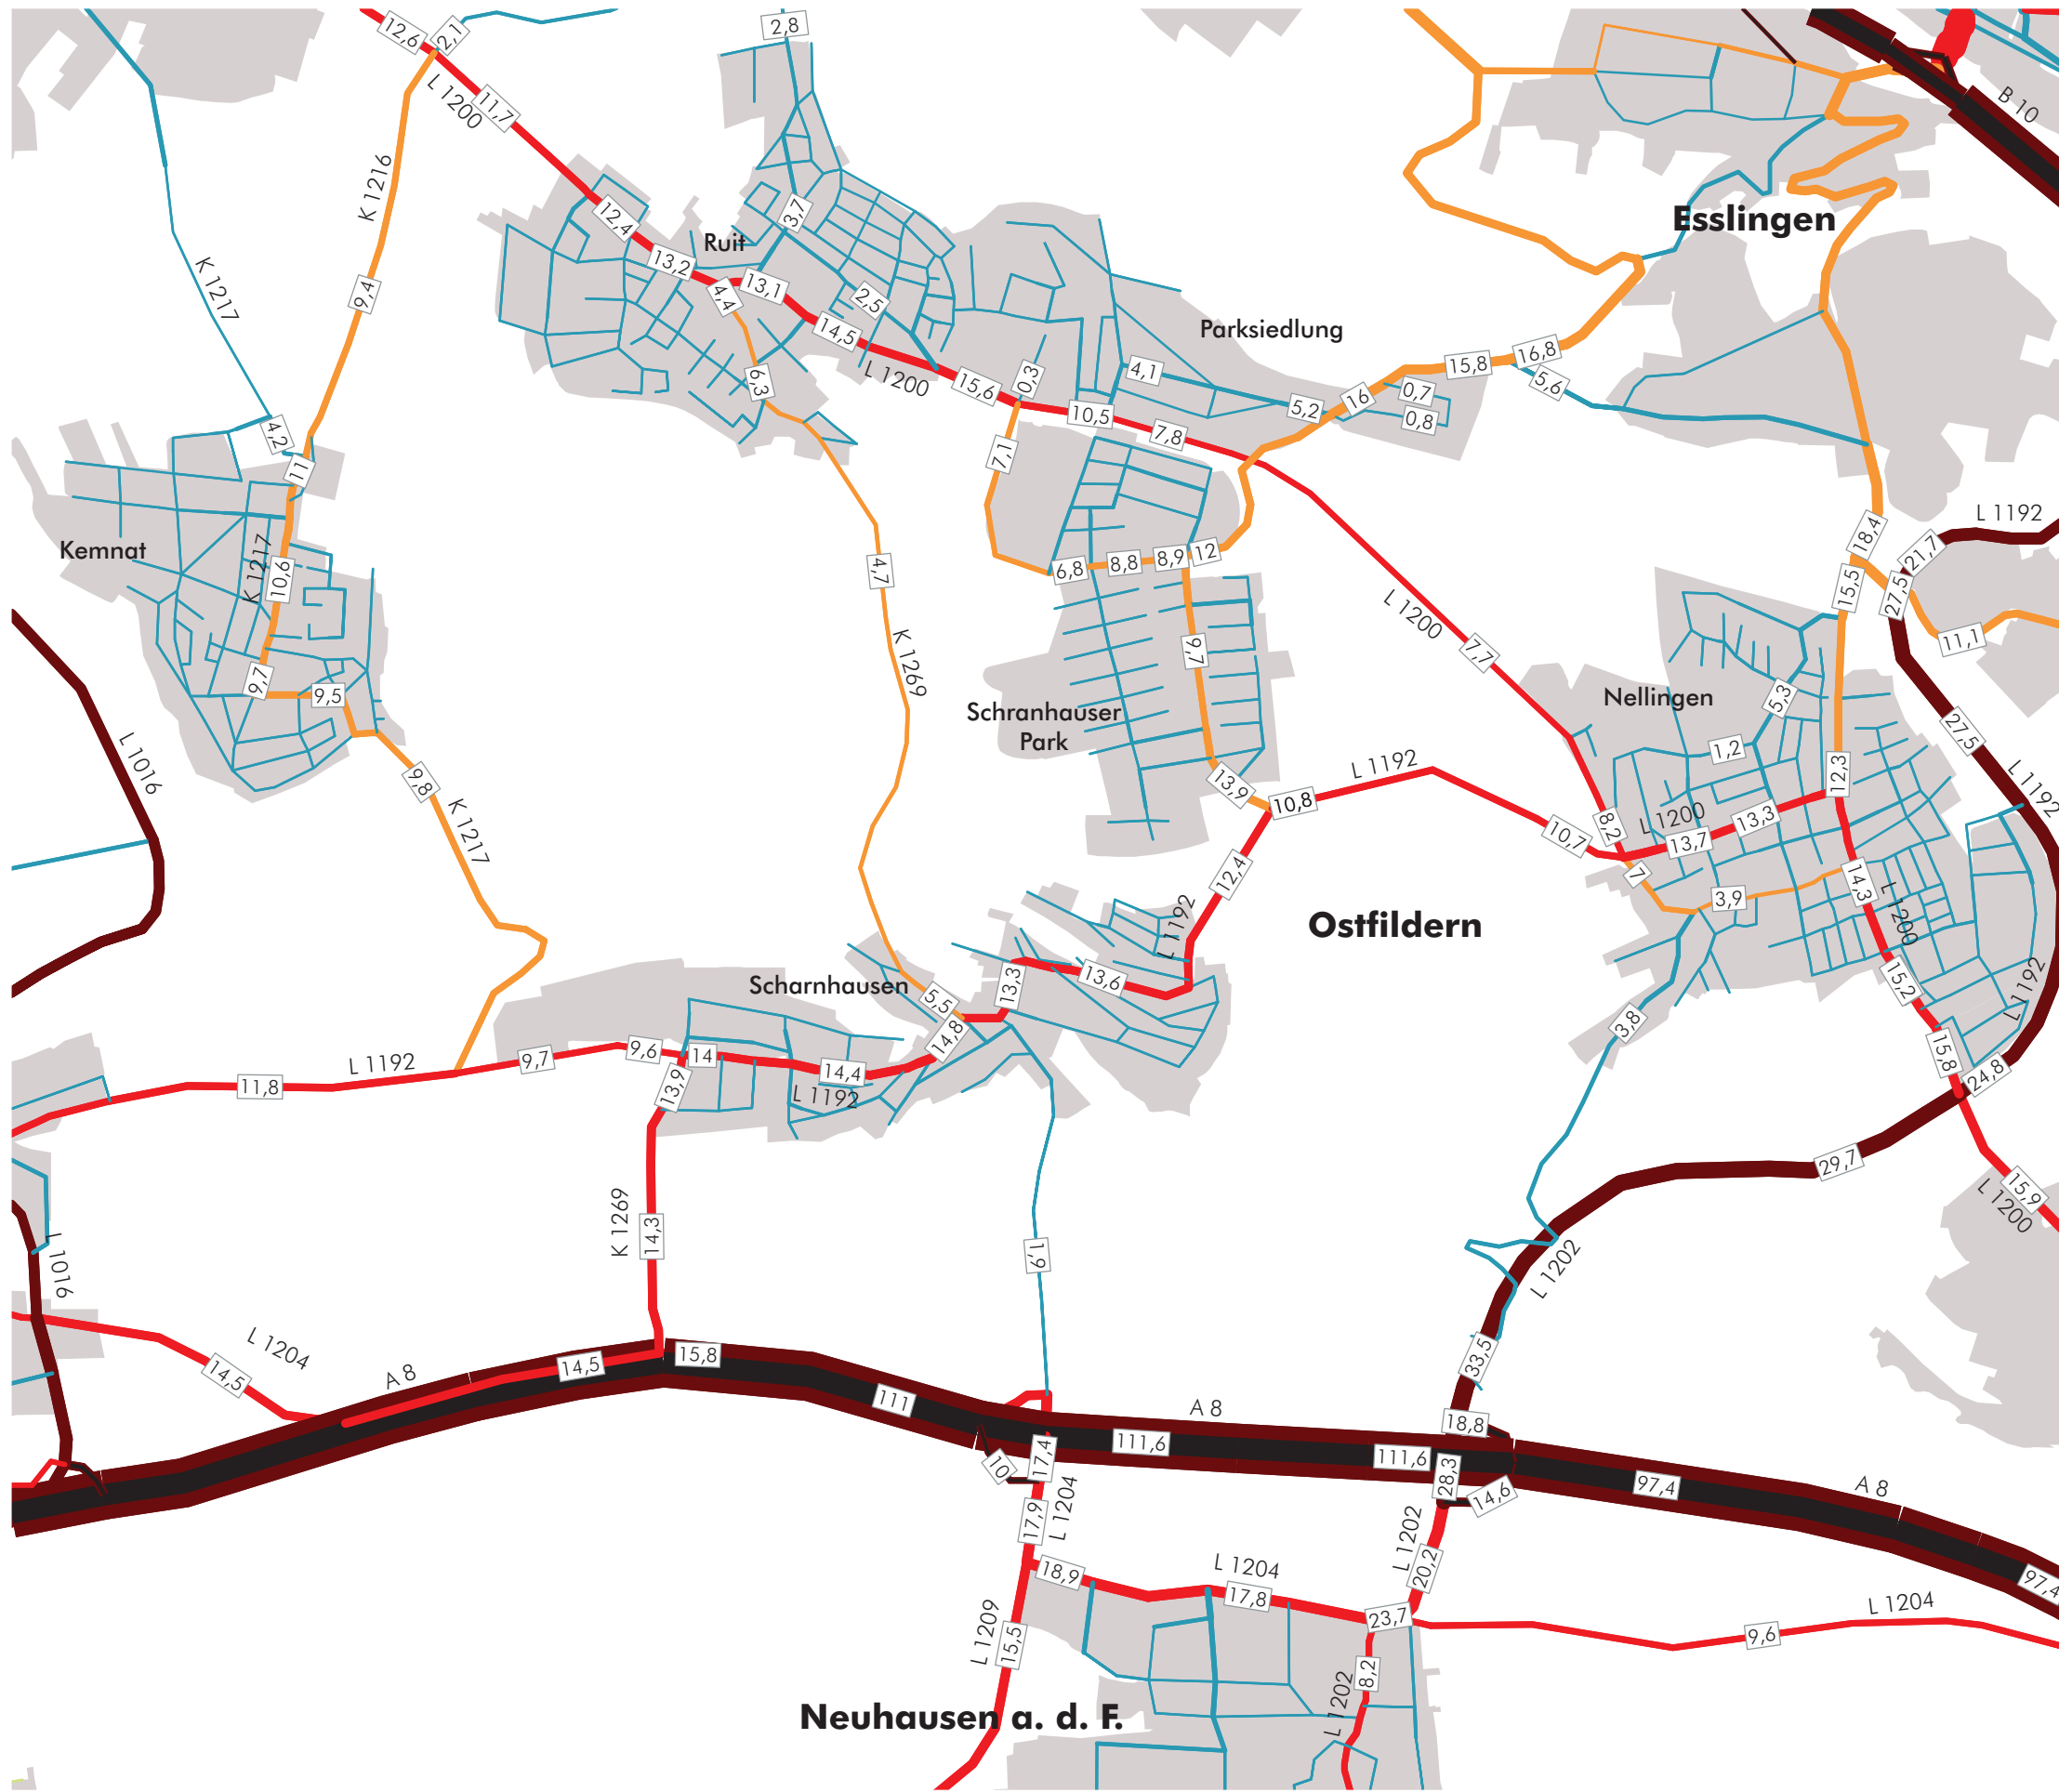 12,6
2,1
2,8
L 1200
11,7
B 10
K 1216
12,4
3,7
Esslingen
Ruit
13,2
K 1217
9,4
4,4
13,1
2,5
14,5
Parksiedlung
L 1200
15,6
0,3
4,1
15,8
16,8
5,6
6,3
10,5
5,2
16
0,7
0,8
7,8
4,2
11
7,1
18,4
21,7
L 1192
Kemnat
K 1217
10,6
4,7
6,8
8,8
8,9
12
15,5
27,5
L 1200
7,7
11,1
K 1269
9,7
9,7
9,5
Schranhauser
Park
Nellingen
5,3
27,5
L 1016
9,8
K 1217
13,9
10,8
L 1192
1,2
12,3
L 1192
10,7
8,2
L 1200
13,7
13,3
12,4
7
3,9
14,3
L 1200
L 1192
Ostfildern
Scharnhausen
5,5
13,3
13,6
15,2
L 1192
3,8
14,8
15,8
24,8
L 1192
11,8
9,7
9,6
14
13,9
14,4
L 1192
29,7
15,9
L 1200
K 1269
14,3
1,9
L 1202
L 1016
L 1204
14,5
A 8
14,5
15,8
33,5
111
A 8
111,6
18,8
111,6
28,3
14,6
97,4
A 8
17,4
10
L 1204
17,9
L 1202
20,2
97,4
18,9
L 1204
17,8
23,7
L 1204
9,6
L 1209
15,5
8,2
L 1202
Neuhausen a. d. F.